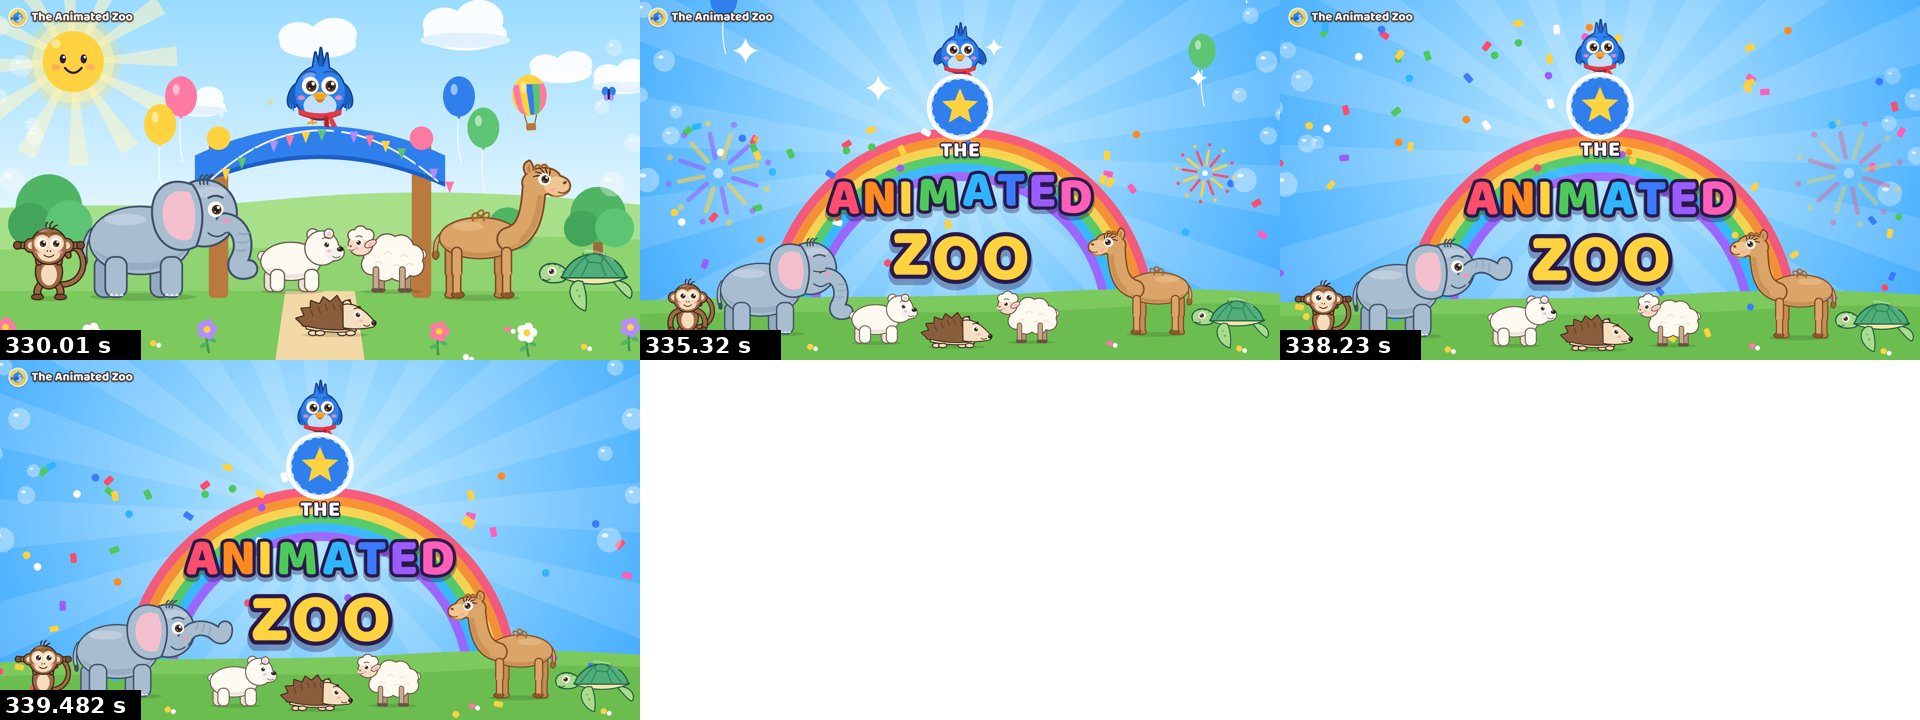 The Animated Zoo
330.01 s
The Animated Zoo
THE
ANIMATED
ZOO
335.32 s
The Animated Zoo
THE
ANIMATED
ZOO
338.23 s
The Animated Zoo
THE
ANIMATED
ZOO
339.482 s